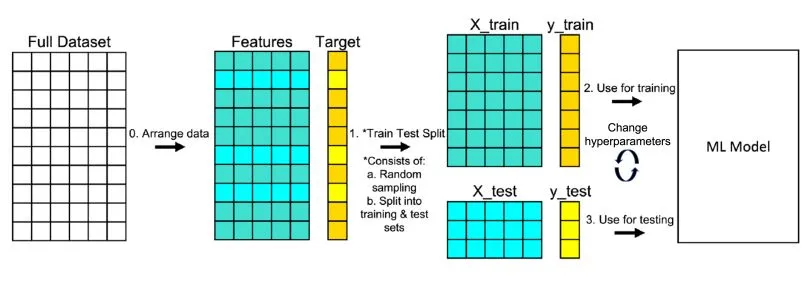 Full Dataset
0. Arrange data
Features
Target
1. *Train Test Split
*Consists of:
a. Random
sampling
b. Split into
training & test
sets
X_train
y_train
X_test
y_test
2. Use for training
Change
hyperparameters
3. Use for testing
ML Model